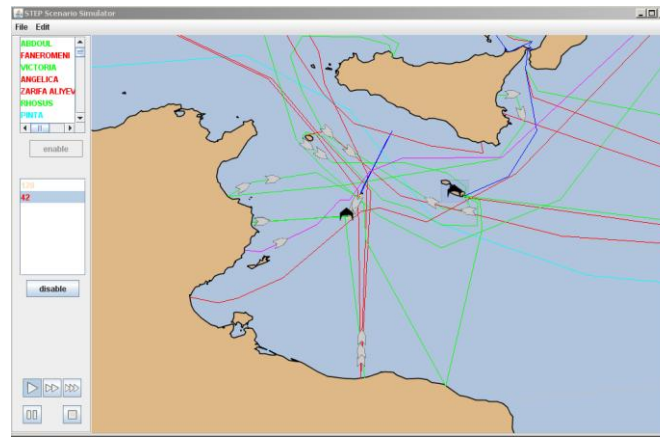 STEP Scenario Simulator
File Edit
ABDOUL
FANEROMENI
VICTORIA
ANGELICA
ZARIFA ALIYEV
RHOSUS
PINTA
enable
42
disable